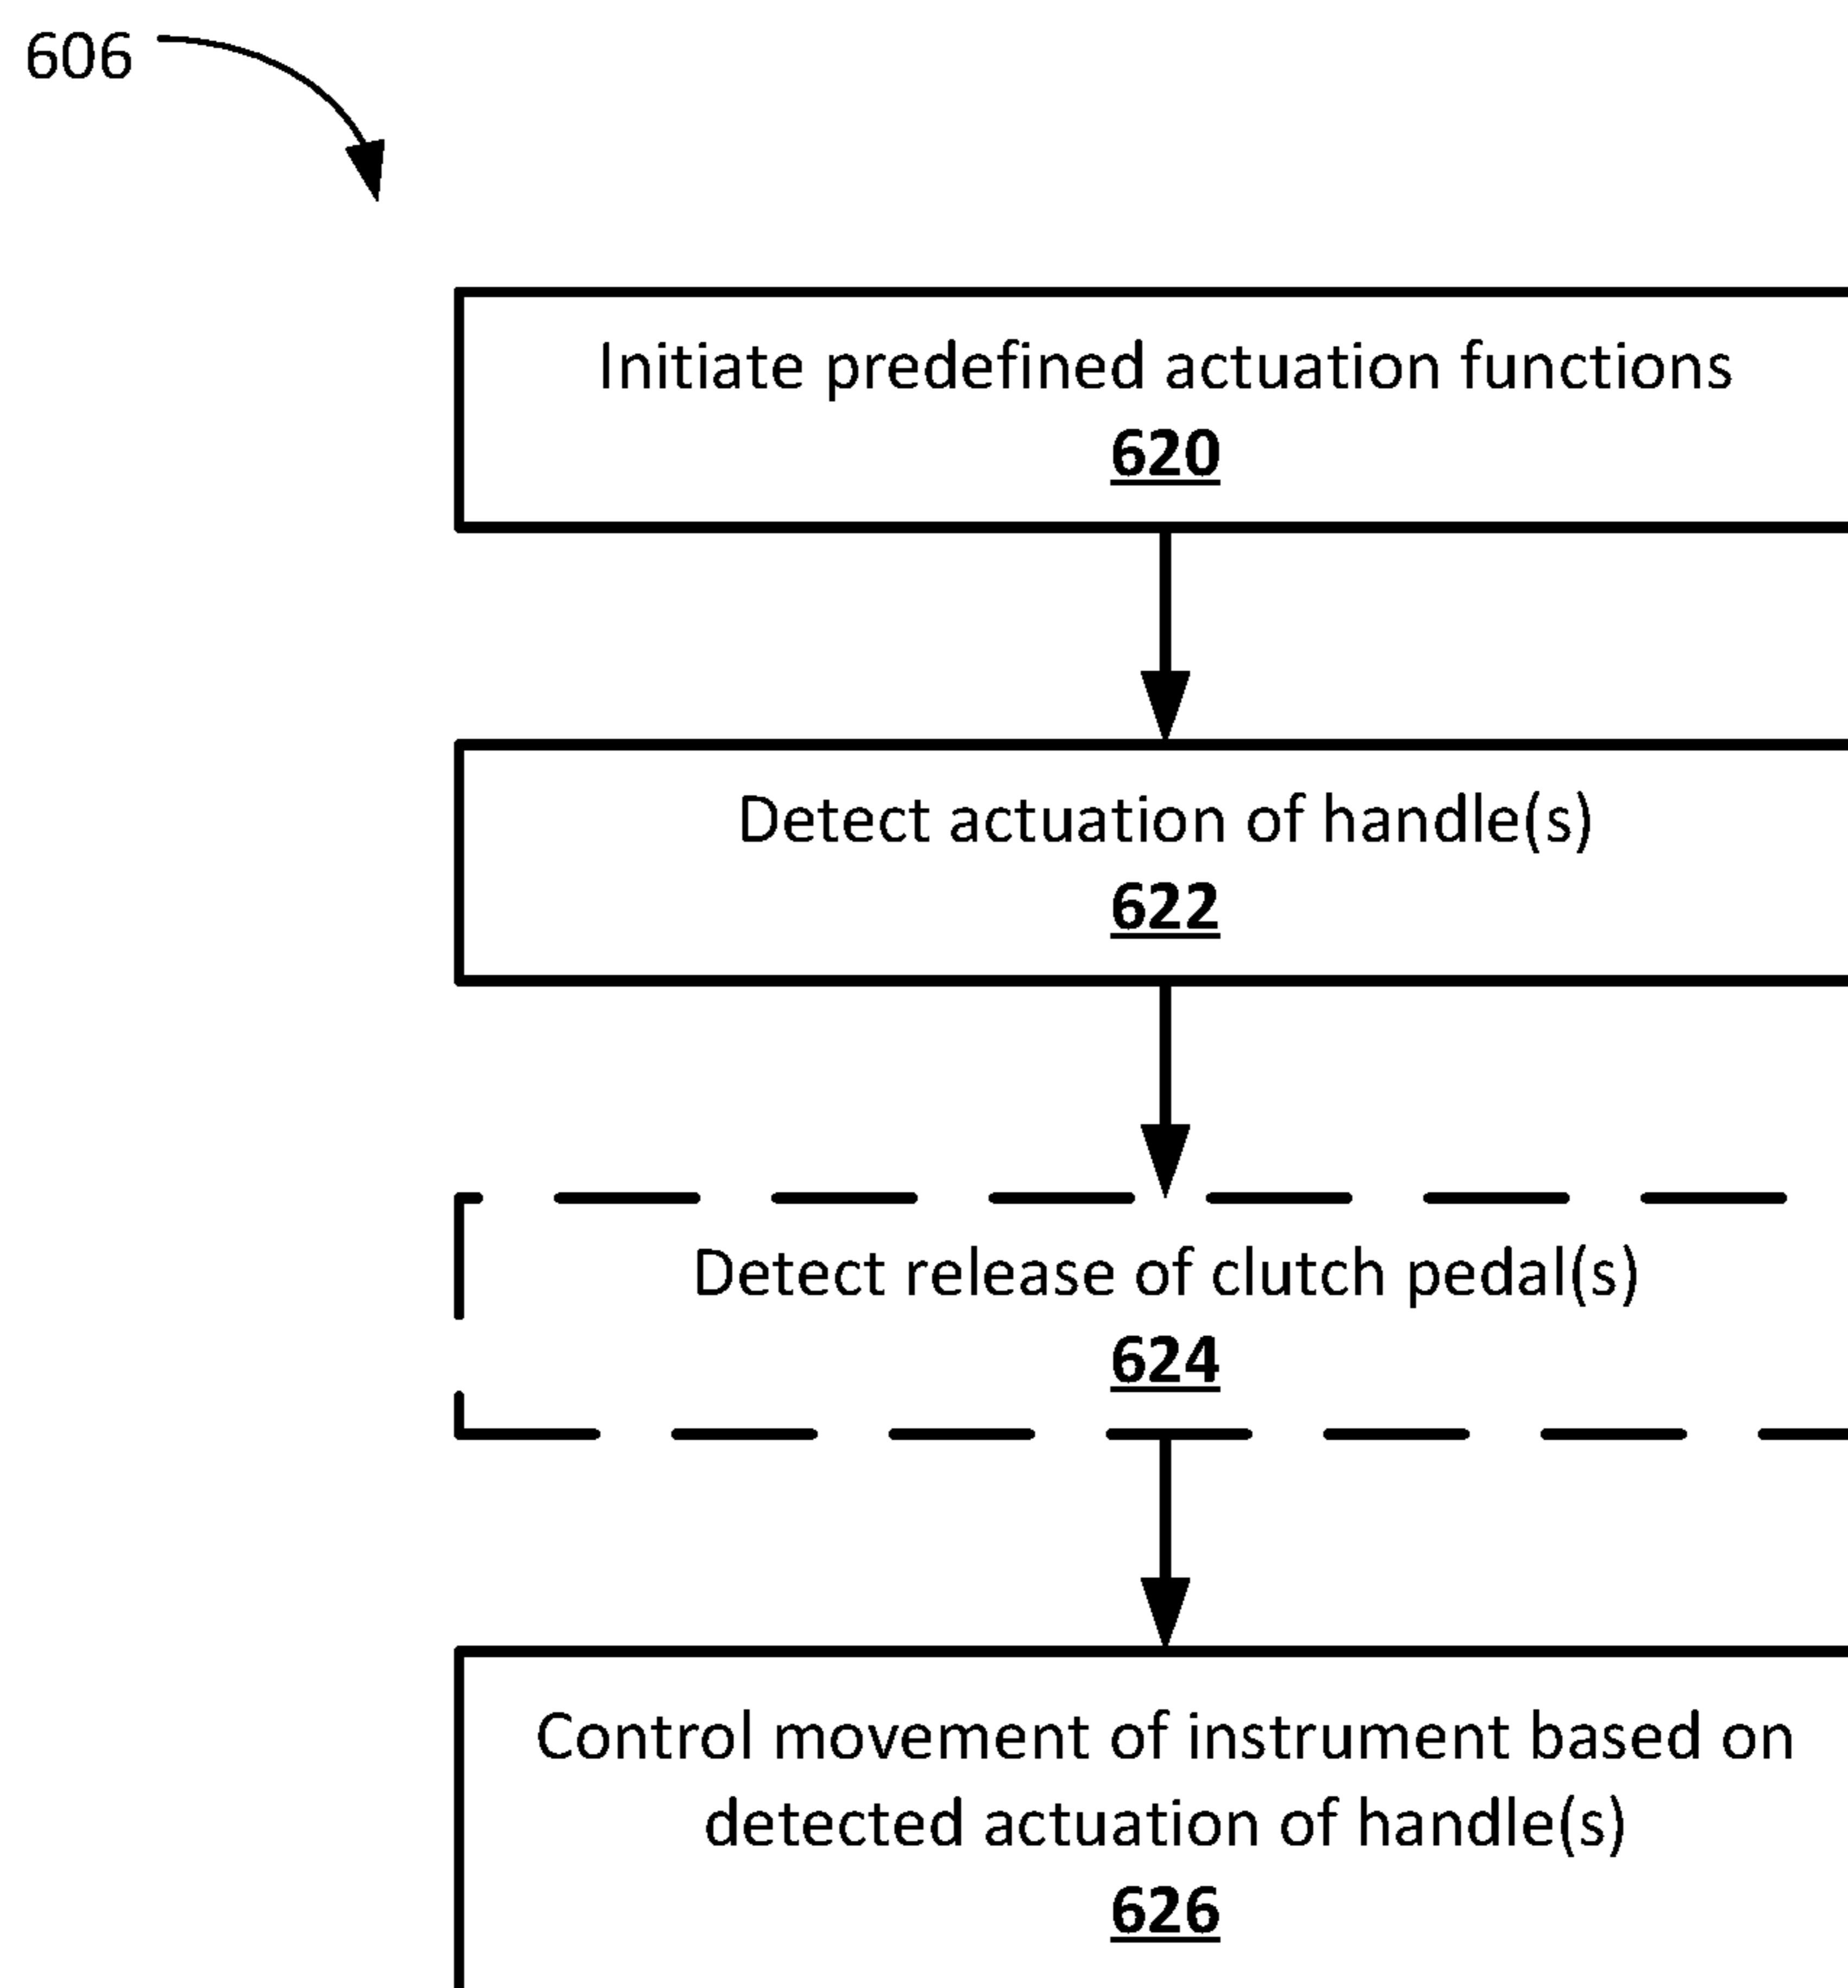 606
Initiate predefined actuation functions
620
Detect actuation of handle(s)
622
Detect release of clutch pedal(s)
624
Control movement of instrument based on
detected actuation of handle(s)
626